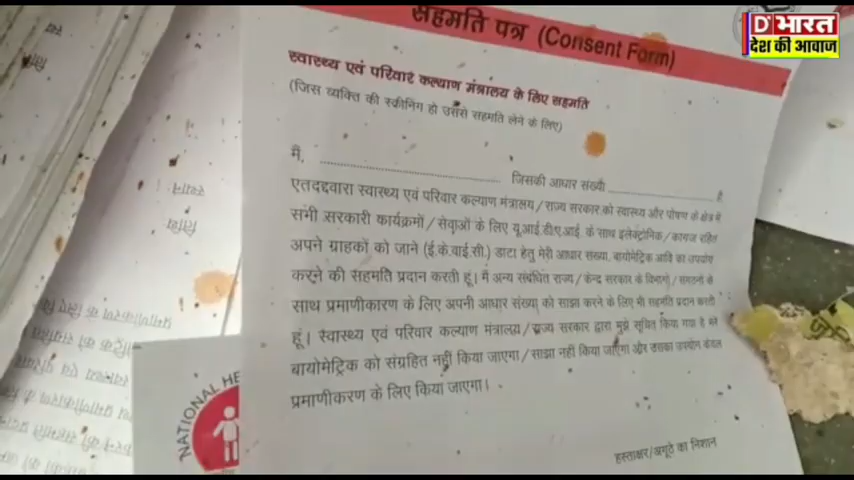 सहमति पत्र (Consent Form)
D भारत
देश की आवाज
स्वास्थ्य एवं परिवार कल्याण मंत्रालय के लिए सहमति
(जिस व्यक्ति की स्क्रीनिंग हो उससे सहमति लेने के लिए)
मैं, ........................................ जिसकी आधार संख्या ........................ है
एतदद्वारा स्वास्थ्य एवं परिवार कल्याण मंत्रालय/राज्य सरकार को स्वास्थ्य और पोषण के क्षेत्र में
सभी सरकारी कार्यक्रमों/सेवाओं के लिए यू.आई.डी.ए.आई. के साथ इलेक्ट्रोनिक/कागज रहित
अपने ग्राहकों को जाने (ई.के.वाई.सी.) डाटा हेतु मेरी आधार संख्या, बायोमेट्रिक आदि का उपयोग
करने की सहमति प्रदान करती हूं। मैं अन्य संबंधित राज्य/केन्द्र सरकार के विभागों/संगठनों के
साथ प्रमाणीकरण के लिए अपनी आधार संख्या को साझा करने के लिए भी सहमति प्रदान करती
हूं। स्वास्थ्य एवं परिवार कल्याण मंत्रालय/राज्य सरकार द्वारा मुझे सूचित किया गया है मेरे
बायोमेट्रिक को संग्रहित नहीं किया जाएगा/साझा नहीं किया जाएगा और उसका उपयोग केवल
प्रमाणीकरण के लिए किया जाएगा।
हस्ताक्षर/अंगूठे का निशान
NATIONAL HE
स्थान :
तिथि
प्रमाणीकरण के लिए कि